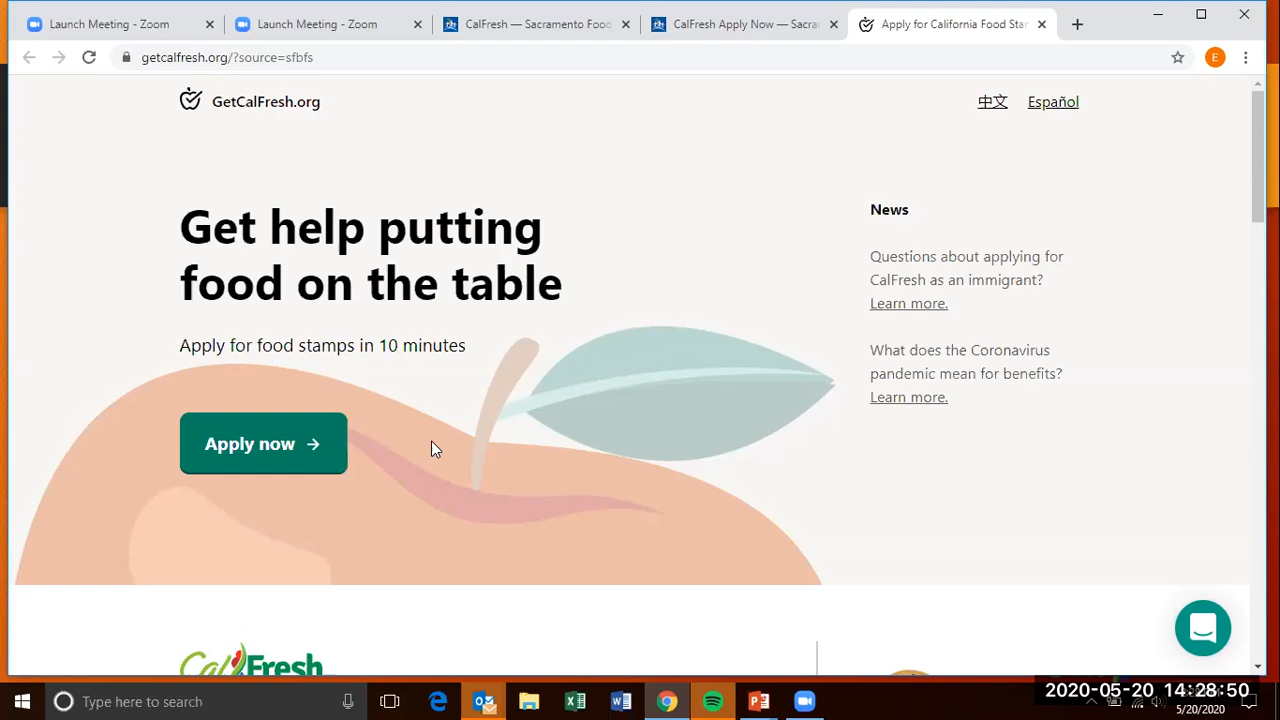 Launch Meeting - Zoom
Launch Meeting - Zoom
CalFresh — Sacramento Food
CalFresh Apply Now — Sacra
Apply for California Food Star
getcalfresh.org/?source=sfbfs
E
GetCalFresh.org
中文
Español
Get help putting
food on the table
Apply for food stamps in 10 minutes
Apply now →
News
Questions about applying for
CalFresh as an immigrant?
Learn more.
What does the Coronavirus
pandemic mean for benefits?
Learn more.
CalFresh
Type here to search
2020-05-20 14:28:50
5/20/2020